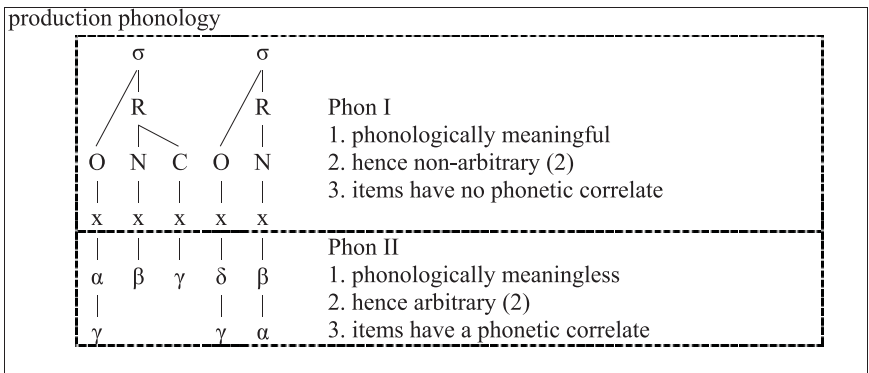 production phonology
σ σ
R R Phon I
1. phonologically meaningful
O N C O N 2. hence non-arbitrary (2)
3. items have no phonetic correlate
x x x x x
Phon II
α β γ δ β 1. phonologically meaningless
2. hence arbitrary (2)
γ γ α 3. items have a phonetic correlate